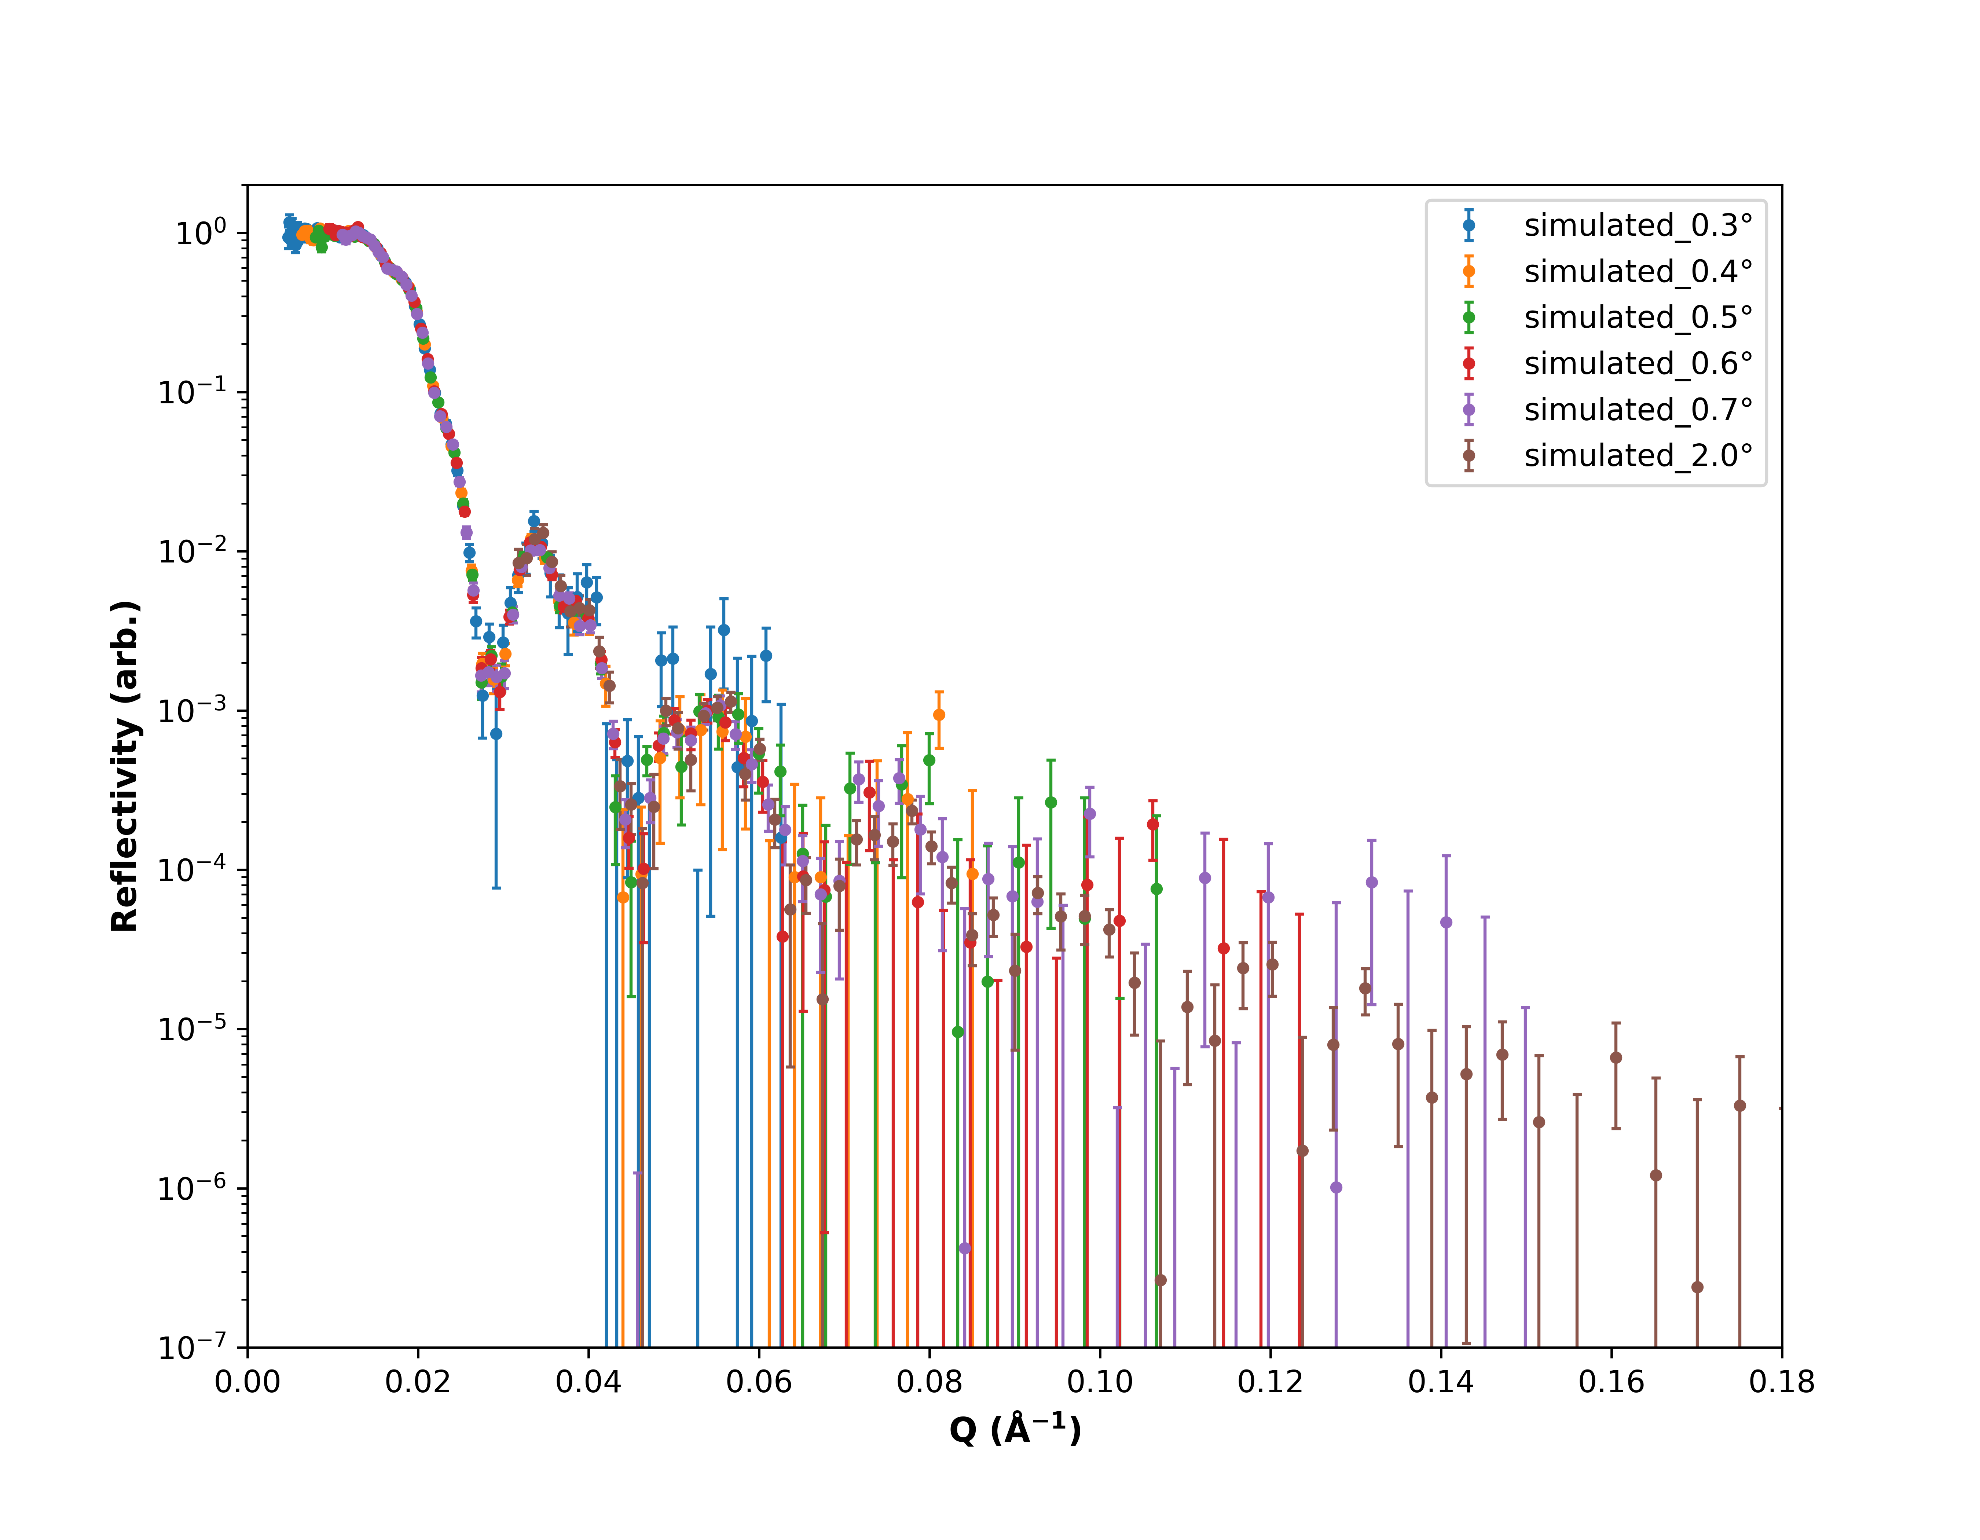 10⁰
10⁻¹
10⁻²
10⁻³
10⁻⁴
10⁻⁵
10⁻⁶
10⁻⁷
Reflectivity (arb.)
simulated_0.3°
simulated_0.4°
simulated_0.5°
simulated_0.6°
simulated_0.7°
simulated_2.0°
0.00 0.02 0.04 0.06 0.08 0.10 0.12 0.14 0.16 0.18
Q (Å⁻¹)